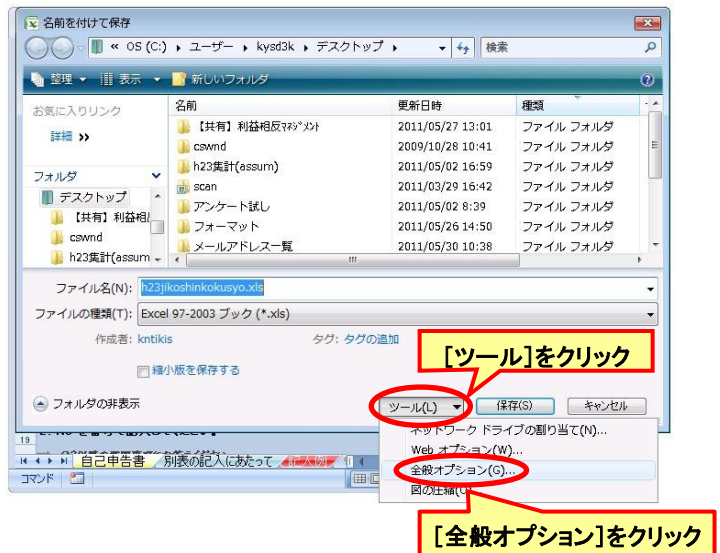 名前を付けて保存
« OS (C:) ▸ ユーザー ▸ kysd3k ▸ デスクトップ ▸ 検索
整理 表示 新しいフォルダ
お気に入りリンク
詳細 »
フォルダ
デスクトップ
【共有】利益相
cswnd
h23集計(assum
名前 更新日時 種類
【共有】利益相反ﾏﾈｼﾞﾒﾝﾄ 2011/05/27 13:01 ファイル フォルダ
cswnd 2009/10/28 10:41 ファイル フォルダ
h23集計(assum) 2011/05/02 16:59 ファイル フォルダ
scan 2011/03/29 16:42 ファイル フォルダ
アンケート試し 2011/05/02 8:39 ファイル フォルダ
フォーマット 2011/05/26 14:50 ファイル フォルダ
メールアドレス一覧 2011/05/30 10:38 ファイル フォルダ
ファイル名(N): h23jikoshinkokusyo.xls
ファイルの種類(T): Excel 97-2003 ブック (*.xls)
作成者: kntikis タグ: タグの追加
縮小版を保存する
[ツール]をクリック
フォルダの非表示
ツール(L) 保存(S) キャンセル
ネットワーク ドライブの割り当て(N)...
Web オプション(W)...
全般オプション(G)...
図の圧縮(C)
19
自己申告書 別表の記入にあたって 記入例
コマンド
[全般オプション]をクリック